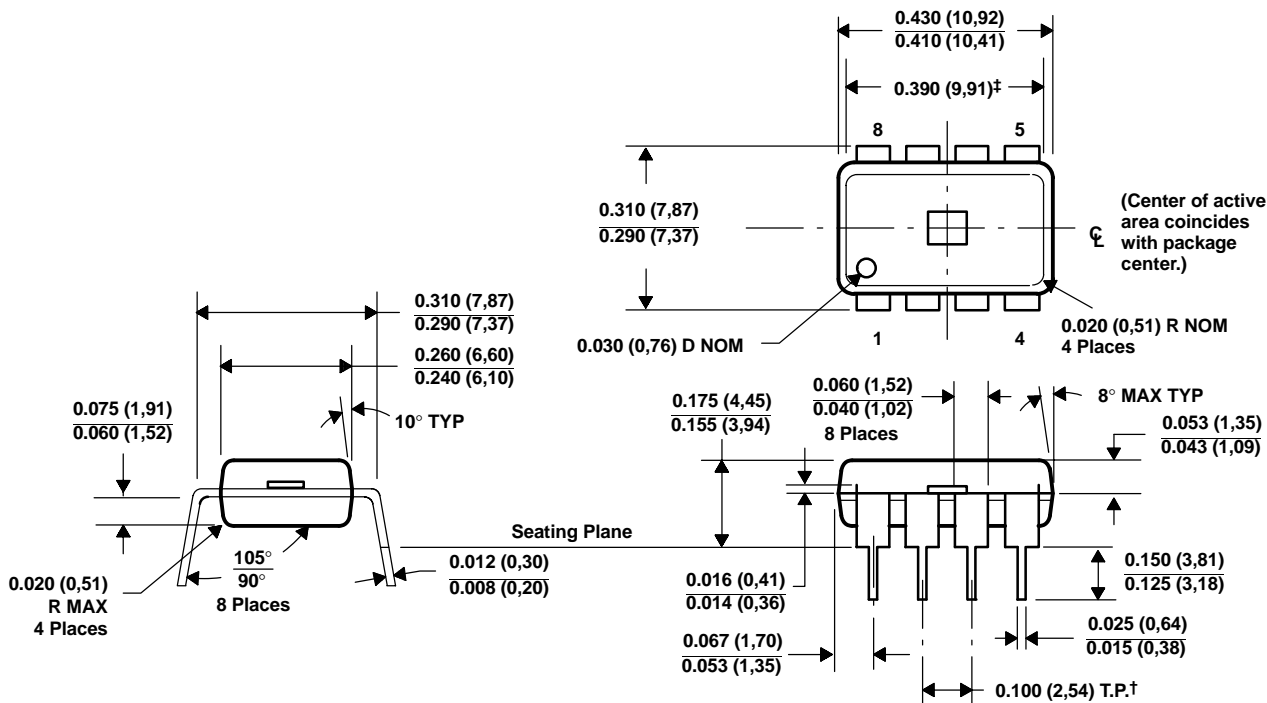 0.430 (10,92)
0.410 (10,41)
0.390 (9,91)‡
8
5
0.310 (7,87)
0.290 (7,37)
℄
(Center of active
area coincides
with package
center.)
0.030 (0,76) D NOM
1
4
0.020 (0,51) R NOM
4 Places
0.310 (7,87)
0.290 (7,37)
0.260 (6,60)
0.240 (6,10)
0.075 (1,91)
0.060 (1,52)
10° TYP
0.020 (0,51)
R MAX
4 Places
105°
90°
8 Places
0.012 (0,30)
0.008 (0,20)
Seating Plane
0.175 (4,45)
0.155 (3,94)
0.060 (1,52)
0.040 (1,02)
8 Places
8° MAX TYP
0.053 (1,35)
0.043 (1,09)
0.016 (0,41)
0.014 (0,36)
0.150 (3,81)
0.125 (3,18)
0.067 (1,70)
0.053 (1,35)
0.025 (0,64)
0.015 (0,38)
0.100 (2,54) T.P.†